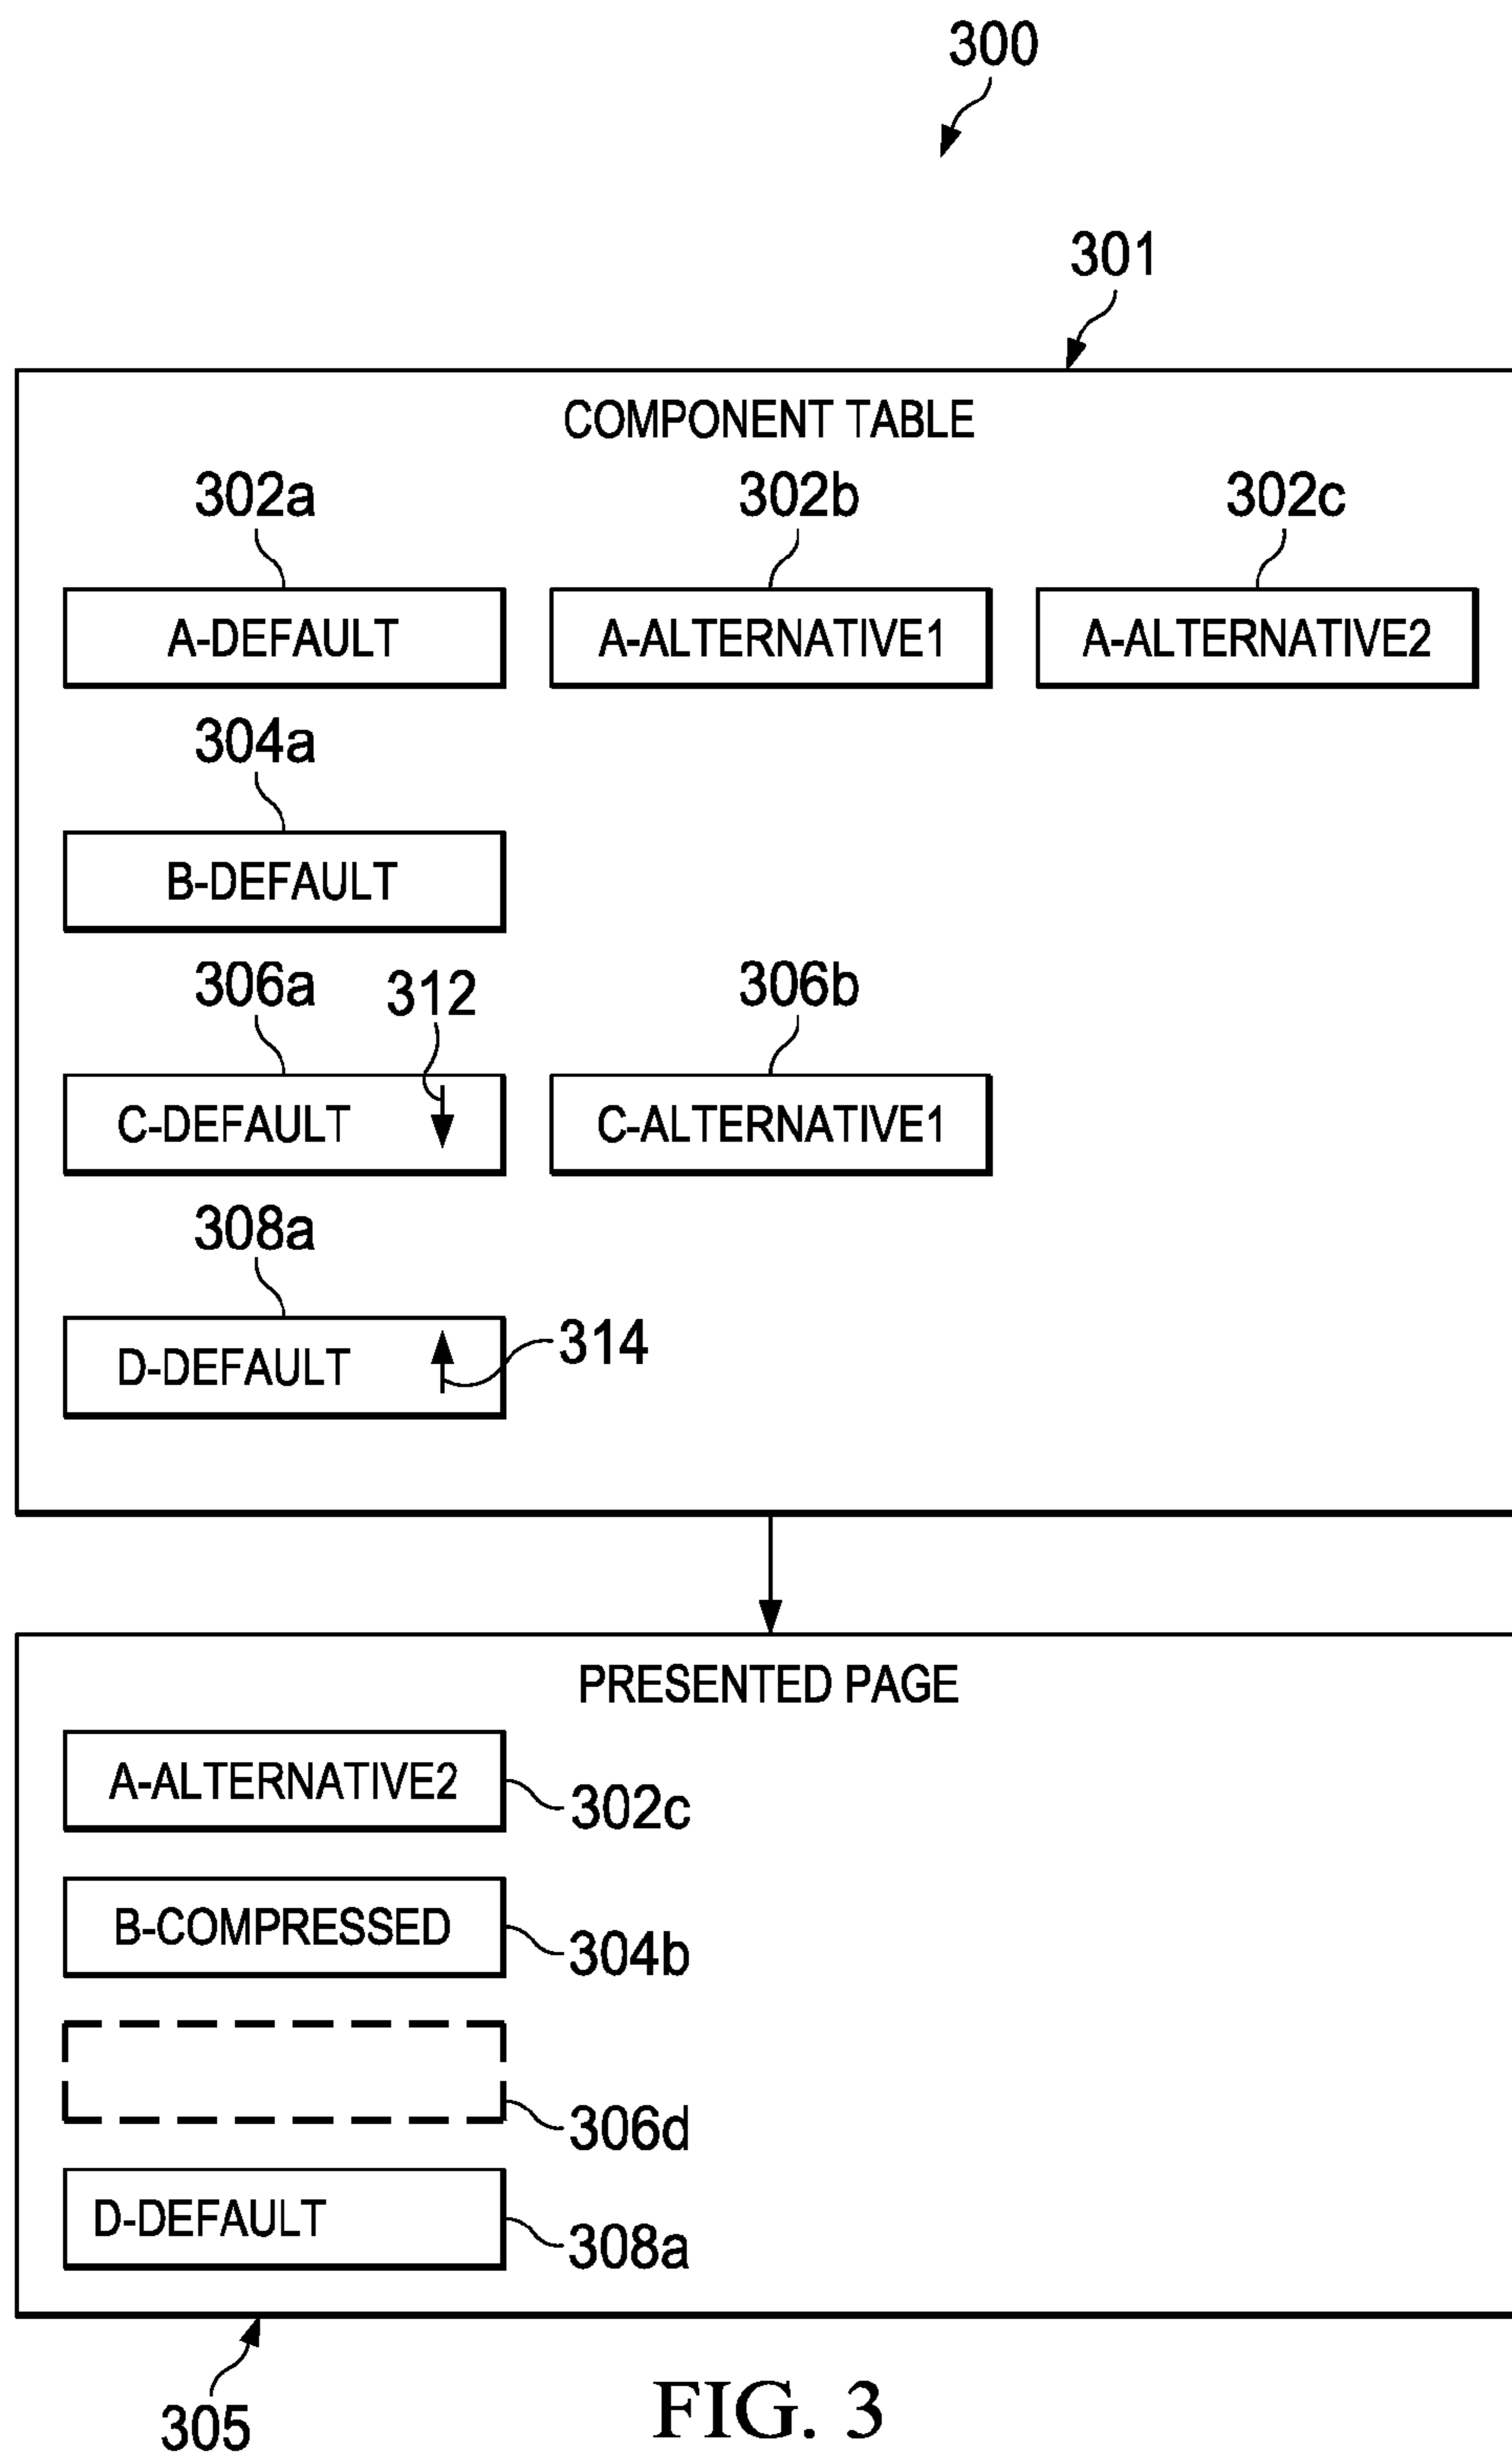 300
301
COMPONENT TABLE
302a 302b 302c
A-DEFAULT A-ALTERNATIVE1 A-ALTERNATIVE2
304a
B-DEFAULT
306a 312 306b
C-DEFAULT C-ALTERNATIVE1
308a
D-DEFAULT 314
PRESENTED PAGE
A-ALTERNATIVE2 302c
B-COMPRESSED 304b
306d
D-DEFAULT 308a
305
FIG. 3